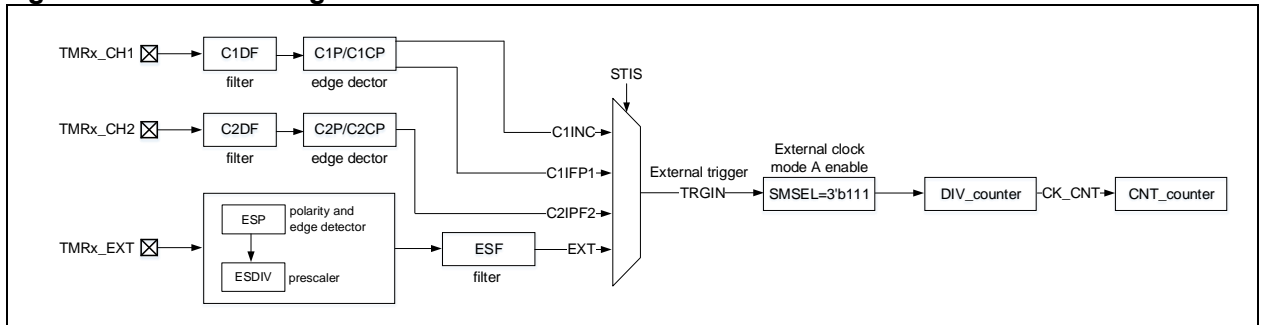 TMRx_CH1
C1DF
filter
C1P/C1CP
edge dector
TMRx_CH2
C2DF
filter
C2P/C2CP
edge dector
TMRx_EXT
ESP
polarity and
edge detector
ESDIV
prescaler
ESF
filter
STIS
C1INC
C1IFP1
C2IPF2
EXT
External trigger
TRGIN
External clock
mode A enable
SMSEL=3'b111
DIV_counter
CK_CNT
CNT_counter